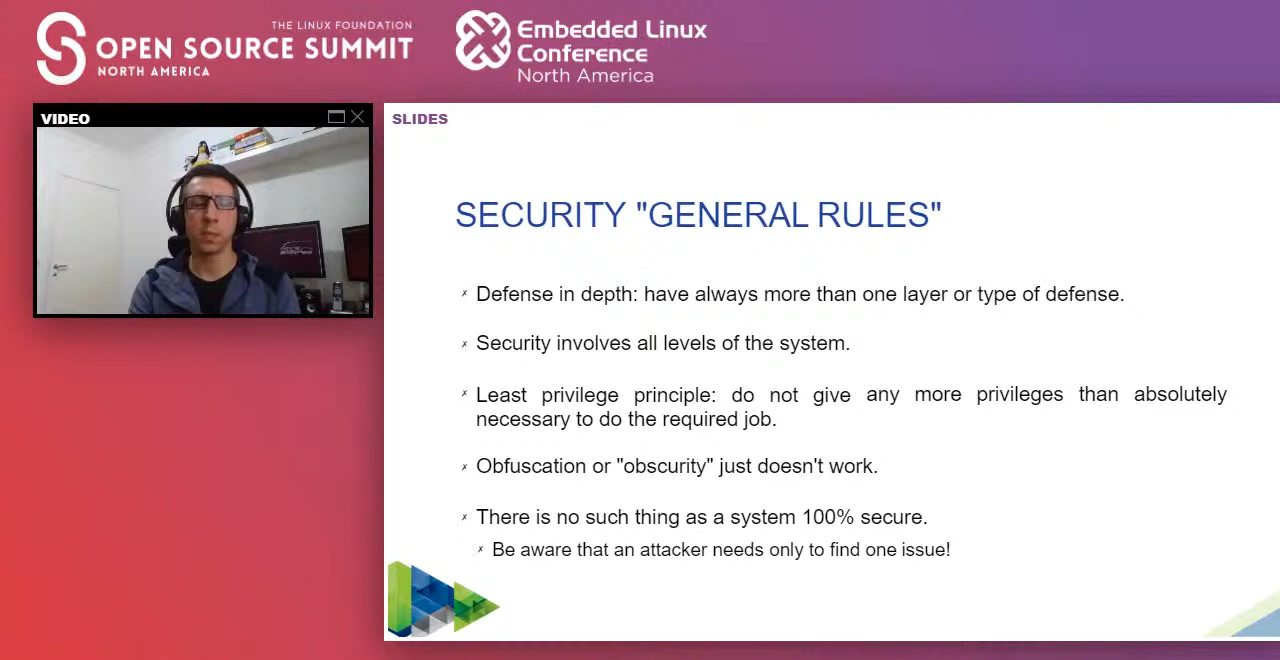 THE LINUX FOUNDATION
OPEN SOURCE SUMMIT
NORTH AMERICA
Embedded Linux
Conference
North America
VIDEO
SLIDES
SECURITY "GENERAL RULES"
Defense in depth: have always more than one layer or type of defense.
Security involves all levels of the system.
Least privilege principle: do not give any more privileges than absolutely
necessary to do the required job.
Obfuscation or "obscurity" just doesn't work.
There is no such thing as a system 100% secure.
Be aware that an attacker needs only to find one issue!